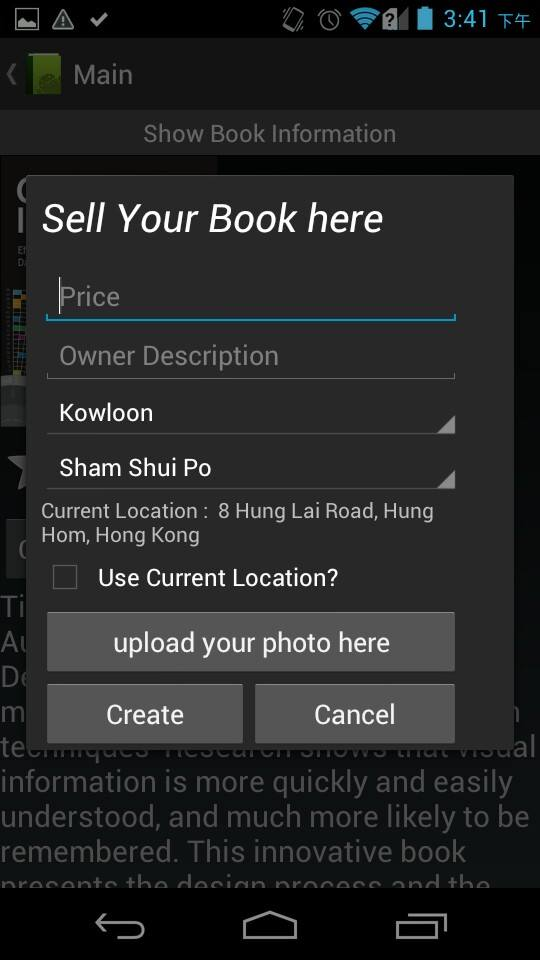 3:41 下午
Main
Show Book Information
Sell Your Book here
Price
Owner Description
Kowloon
Sham Shui Po
Current Location : 8 Hung Lai Road, Hung
Hom, Hong Kong
Use Current Location?
upload your photo here
Create
Cancel
techniques Research shows that visual
information is more quickly and easily
understood, and much more likely to be
remembered. This innovative book
presents the design process and the